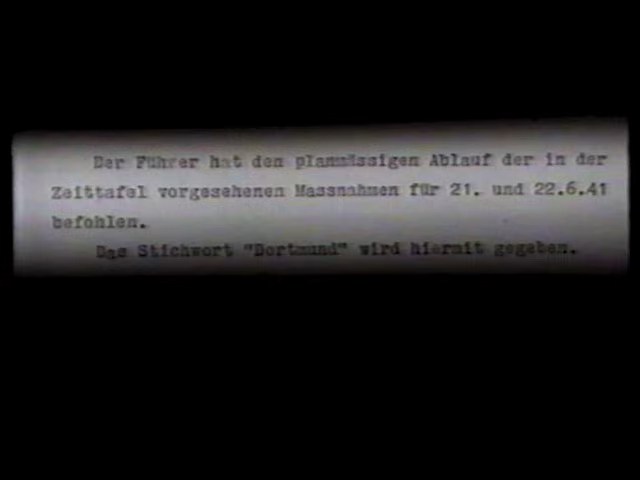 Der Führer hat den planmässigen Ablauf der in der
Zeittafel vorgesehenen Massnahmen für 21. und 22.6.41
befohlen.
Das Stichwort "Dortmund" wird hiermit gegeben.